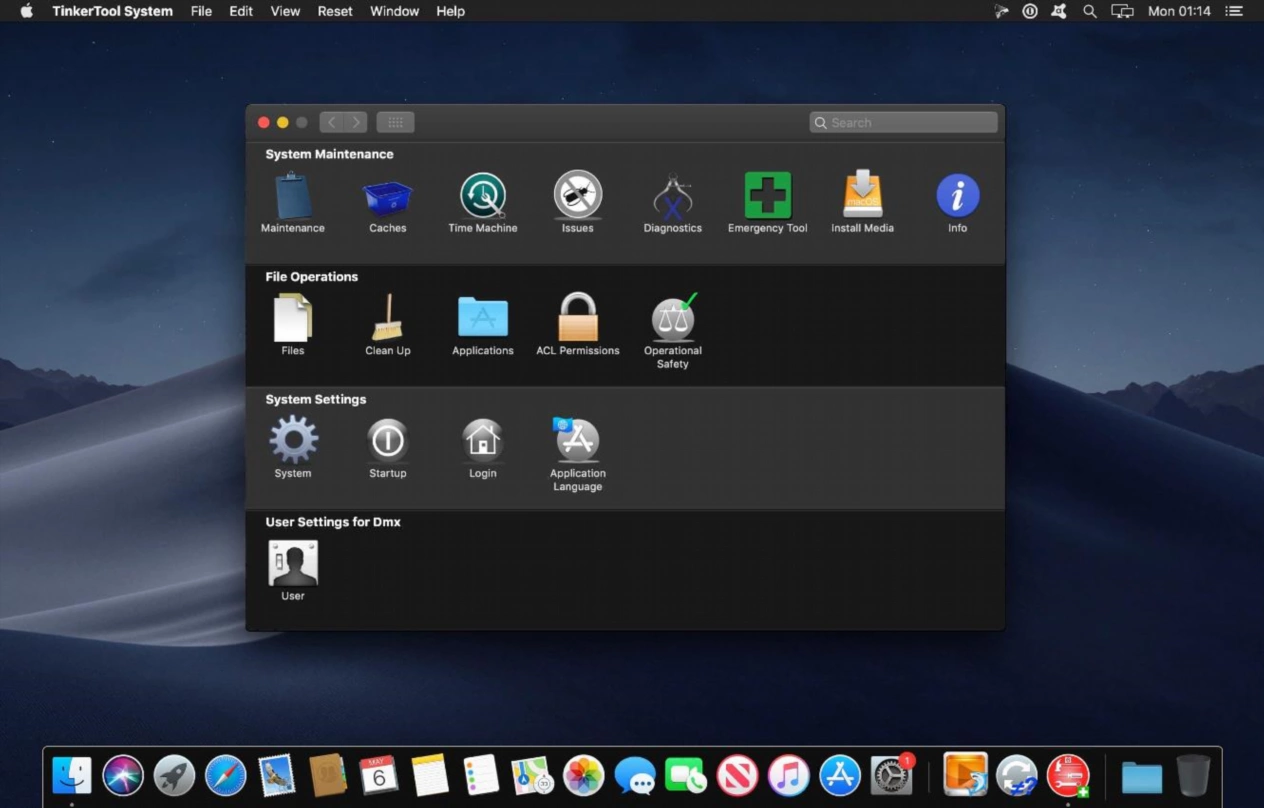 TinkerTool System File Edit View Reset Window Help Mon 01:14
Search
System Maintenance
Maintenance Caches Time Machine Issues Diagnostics Emergency Tool Install Media Info
macOS
File Operations
Files Clean Up Applications ACL Permissions Operational
Safety
System Settings
System Startup Login Application
Language
User Settings for Dmx
User
MAY
6
1